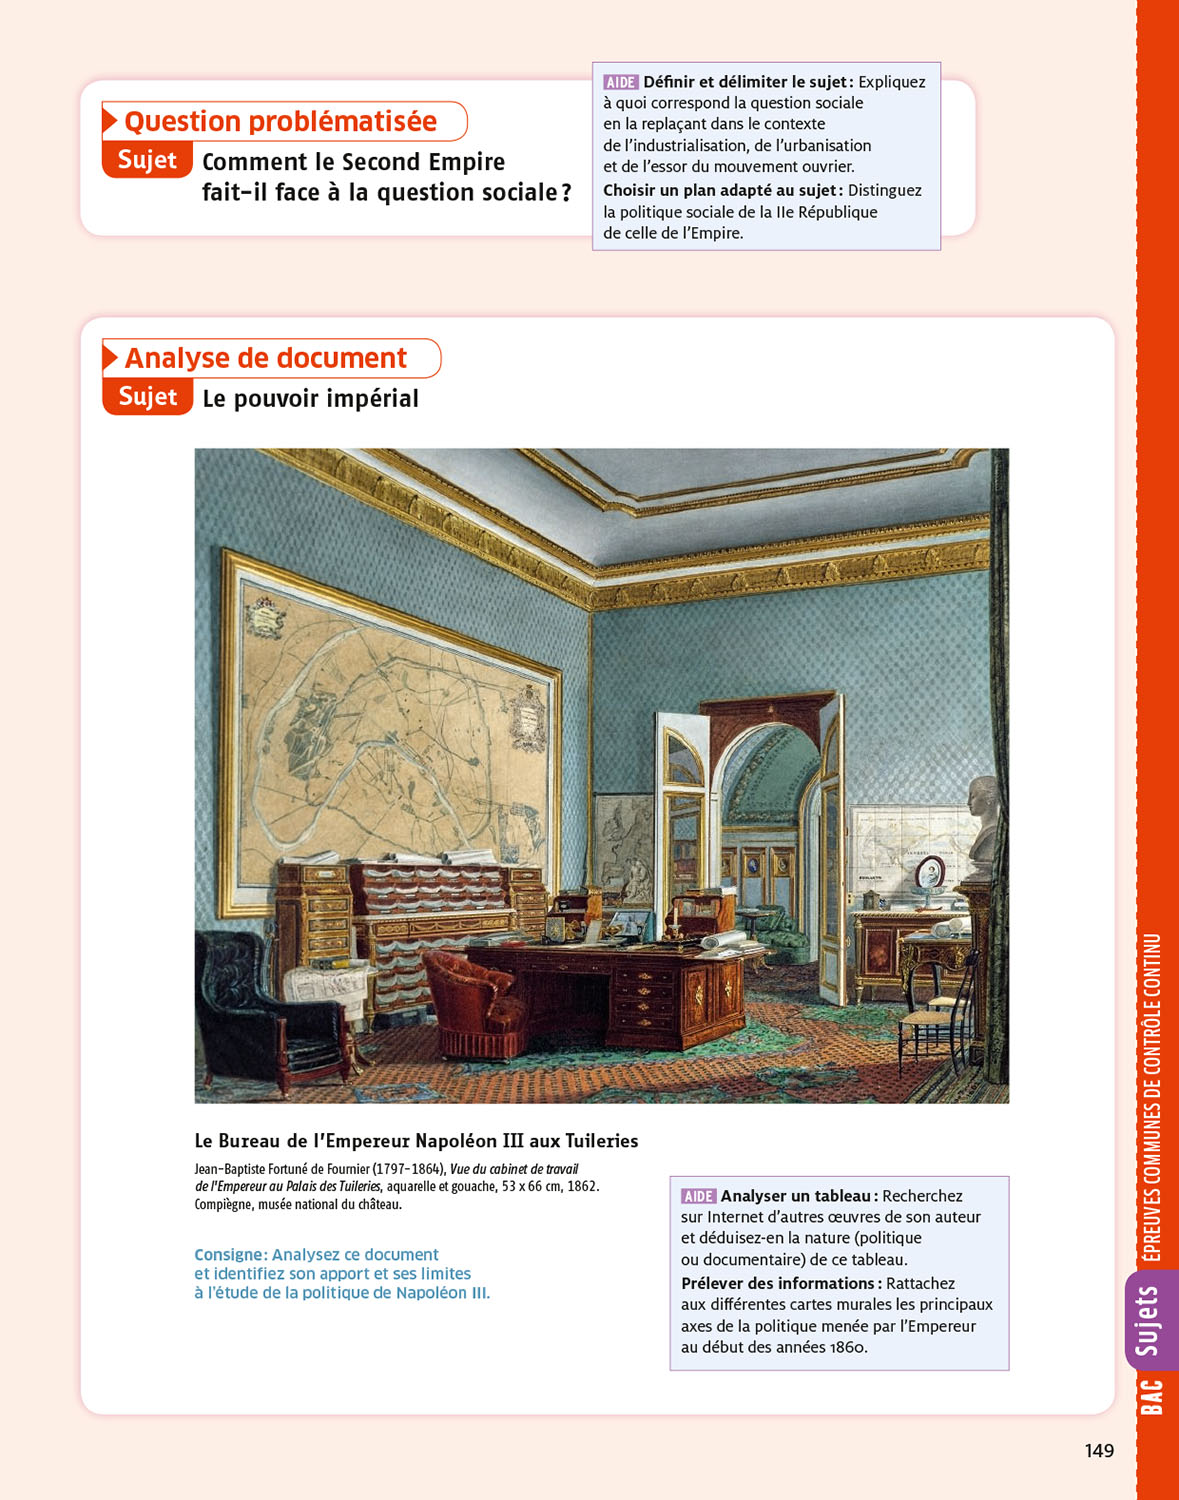 Question problématisée
Sujet Comment le Second Empire
fait-il face à la question sociale ?
AIDE Définir et délimiter le sujet : Expliquez
à quoi correspond la question sociale
en la replaçant dans le contexte
de l'industrialisation, de l'urbanisation
et de l'essor du mouvement ouvrier.
Choisir un plan adapté au sujet : Distinguez
la politique sociale de la IIe République
de celle de l'Empire.
Analyse de document
Sujet Le pouvoir impérial
Le Bureau de l'Empereur Napoléon III aux Tuileries
Jean-Baptiste Fortuné de Fournier (1797-1864), Vue du cabinet de travail
de l'Empereur au Palais des Tuileries, aquarelle et gouache, 53 x 66 cm, 1862.
Compiègne, musée national du château.
Consigne : Analysez ce document
et identifiez son apport et ses limites
à l'étude de la politique de Napoléon III.
AIDE Analyser un tableau : Recherchez
sur Internet d'autres œuvres de son auteur
et déduisez-en la nature (politique
ou documentaire) de ce tableau.
Prélever des informations : Rattachez
aux différentes cartes murales les principaux
axes de la politique menée par l'Empereur
au début des années 1860.
ÉPREUVES COMMUNES DE CONTRÔLE CONTINU
Sujets
BAC
149